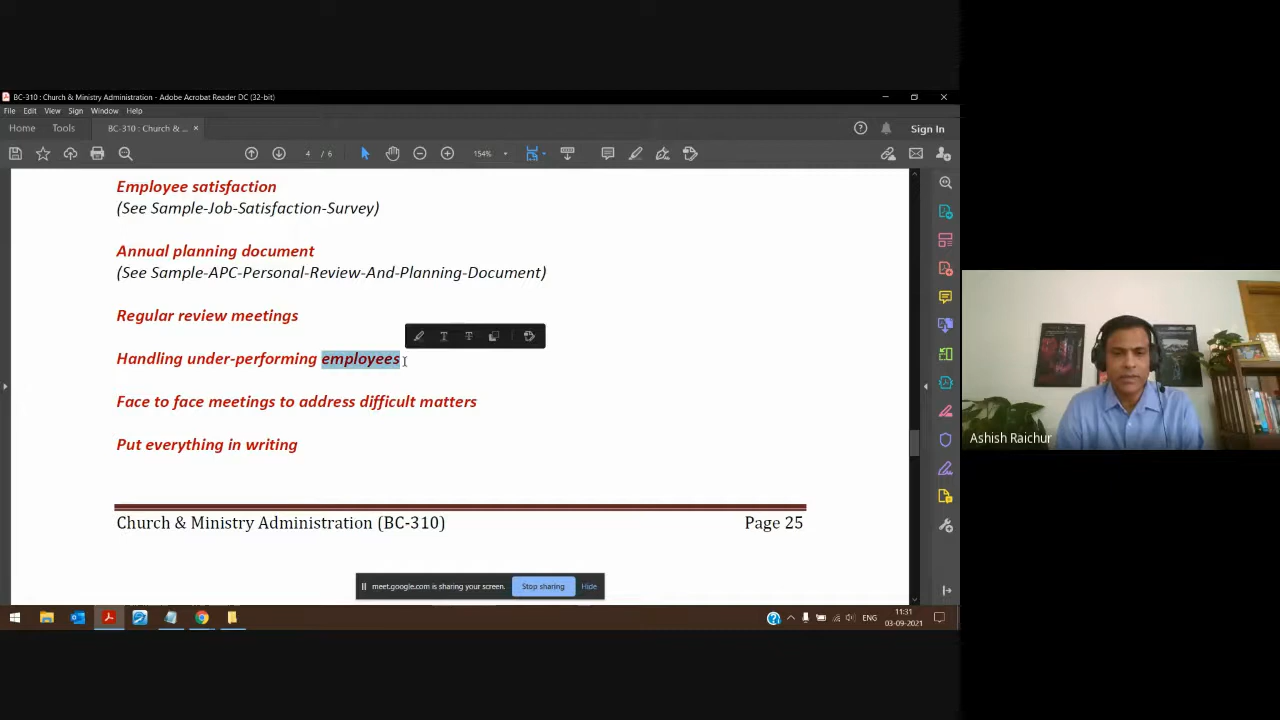 BC-310 : Church & Ministry Administration - Adobe Acrobat Reader DC (32-bit)
File Edit View Sign Window Help
Home Tools BC-310 : Church & ... × Sign In
4 / 6 154%
Employee satisfaction
(See Sample-Job-Satisfaction-Survey)
Annual planning document
(See Sample-APC-Personal-Review-And-Planning-Document)
Regular review meetings
Handling under-performing employees
Face to face meetings to address difficult matters
Put everything in writing
Church & Ministry Administration (BC-310) Page 25
meet.google.com is sharing your screen. Stop sharing Hide
ENG 11:31
03-09-2021
Ashish Raichur